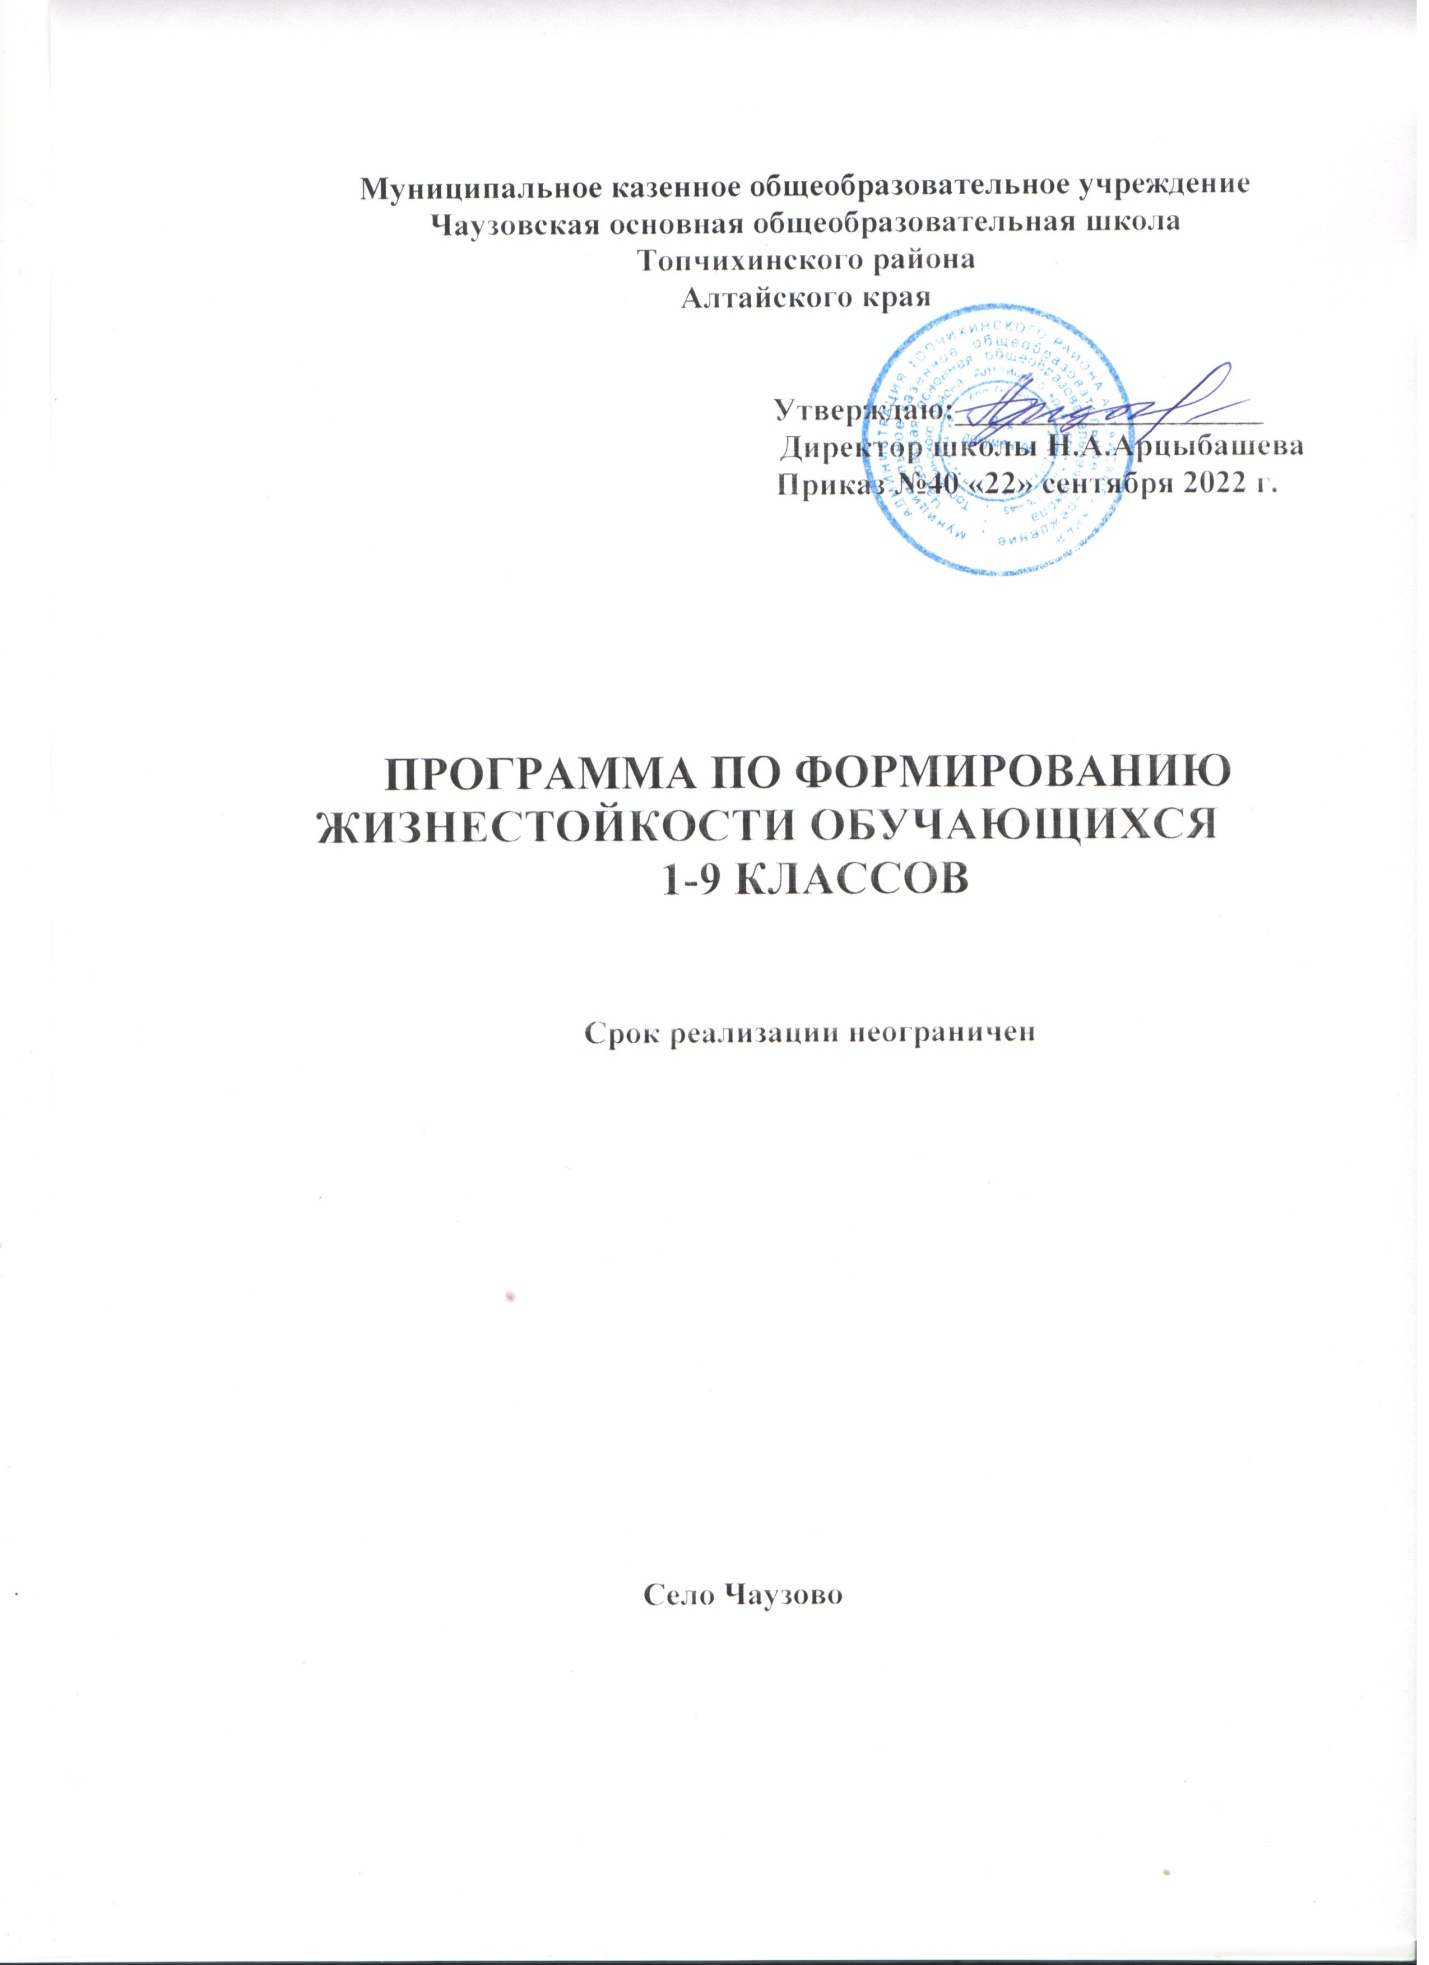 Муниципальное казенное общеобразовательное учреждение
Чаузовская основная общеобразовательная школа
Топчихинского района
Алтайского края
Утверждаю:
Директор школы Н.А.Арцыбашева
Приказ №40 «22» сентября 2022 г.
ПРОГРАММА ПО ФОРМИРОВАНИЮ
ЖИЗНЕСТОЙКОСТИ ОБУЧАЮЩИХСЯ
1-9 КЛАССОВ
Срок реализации неограничен
Село Чаузово